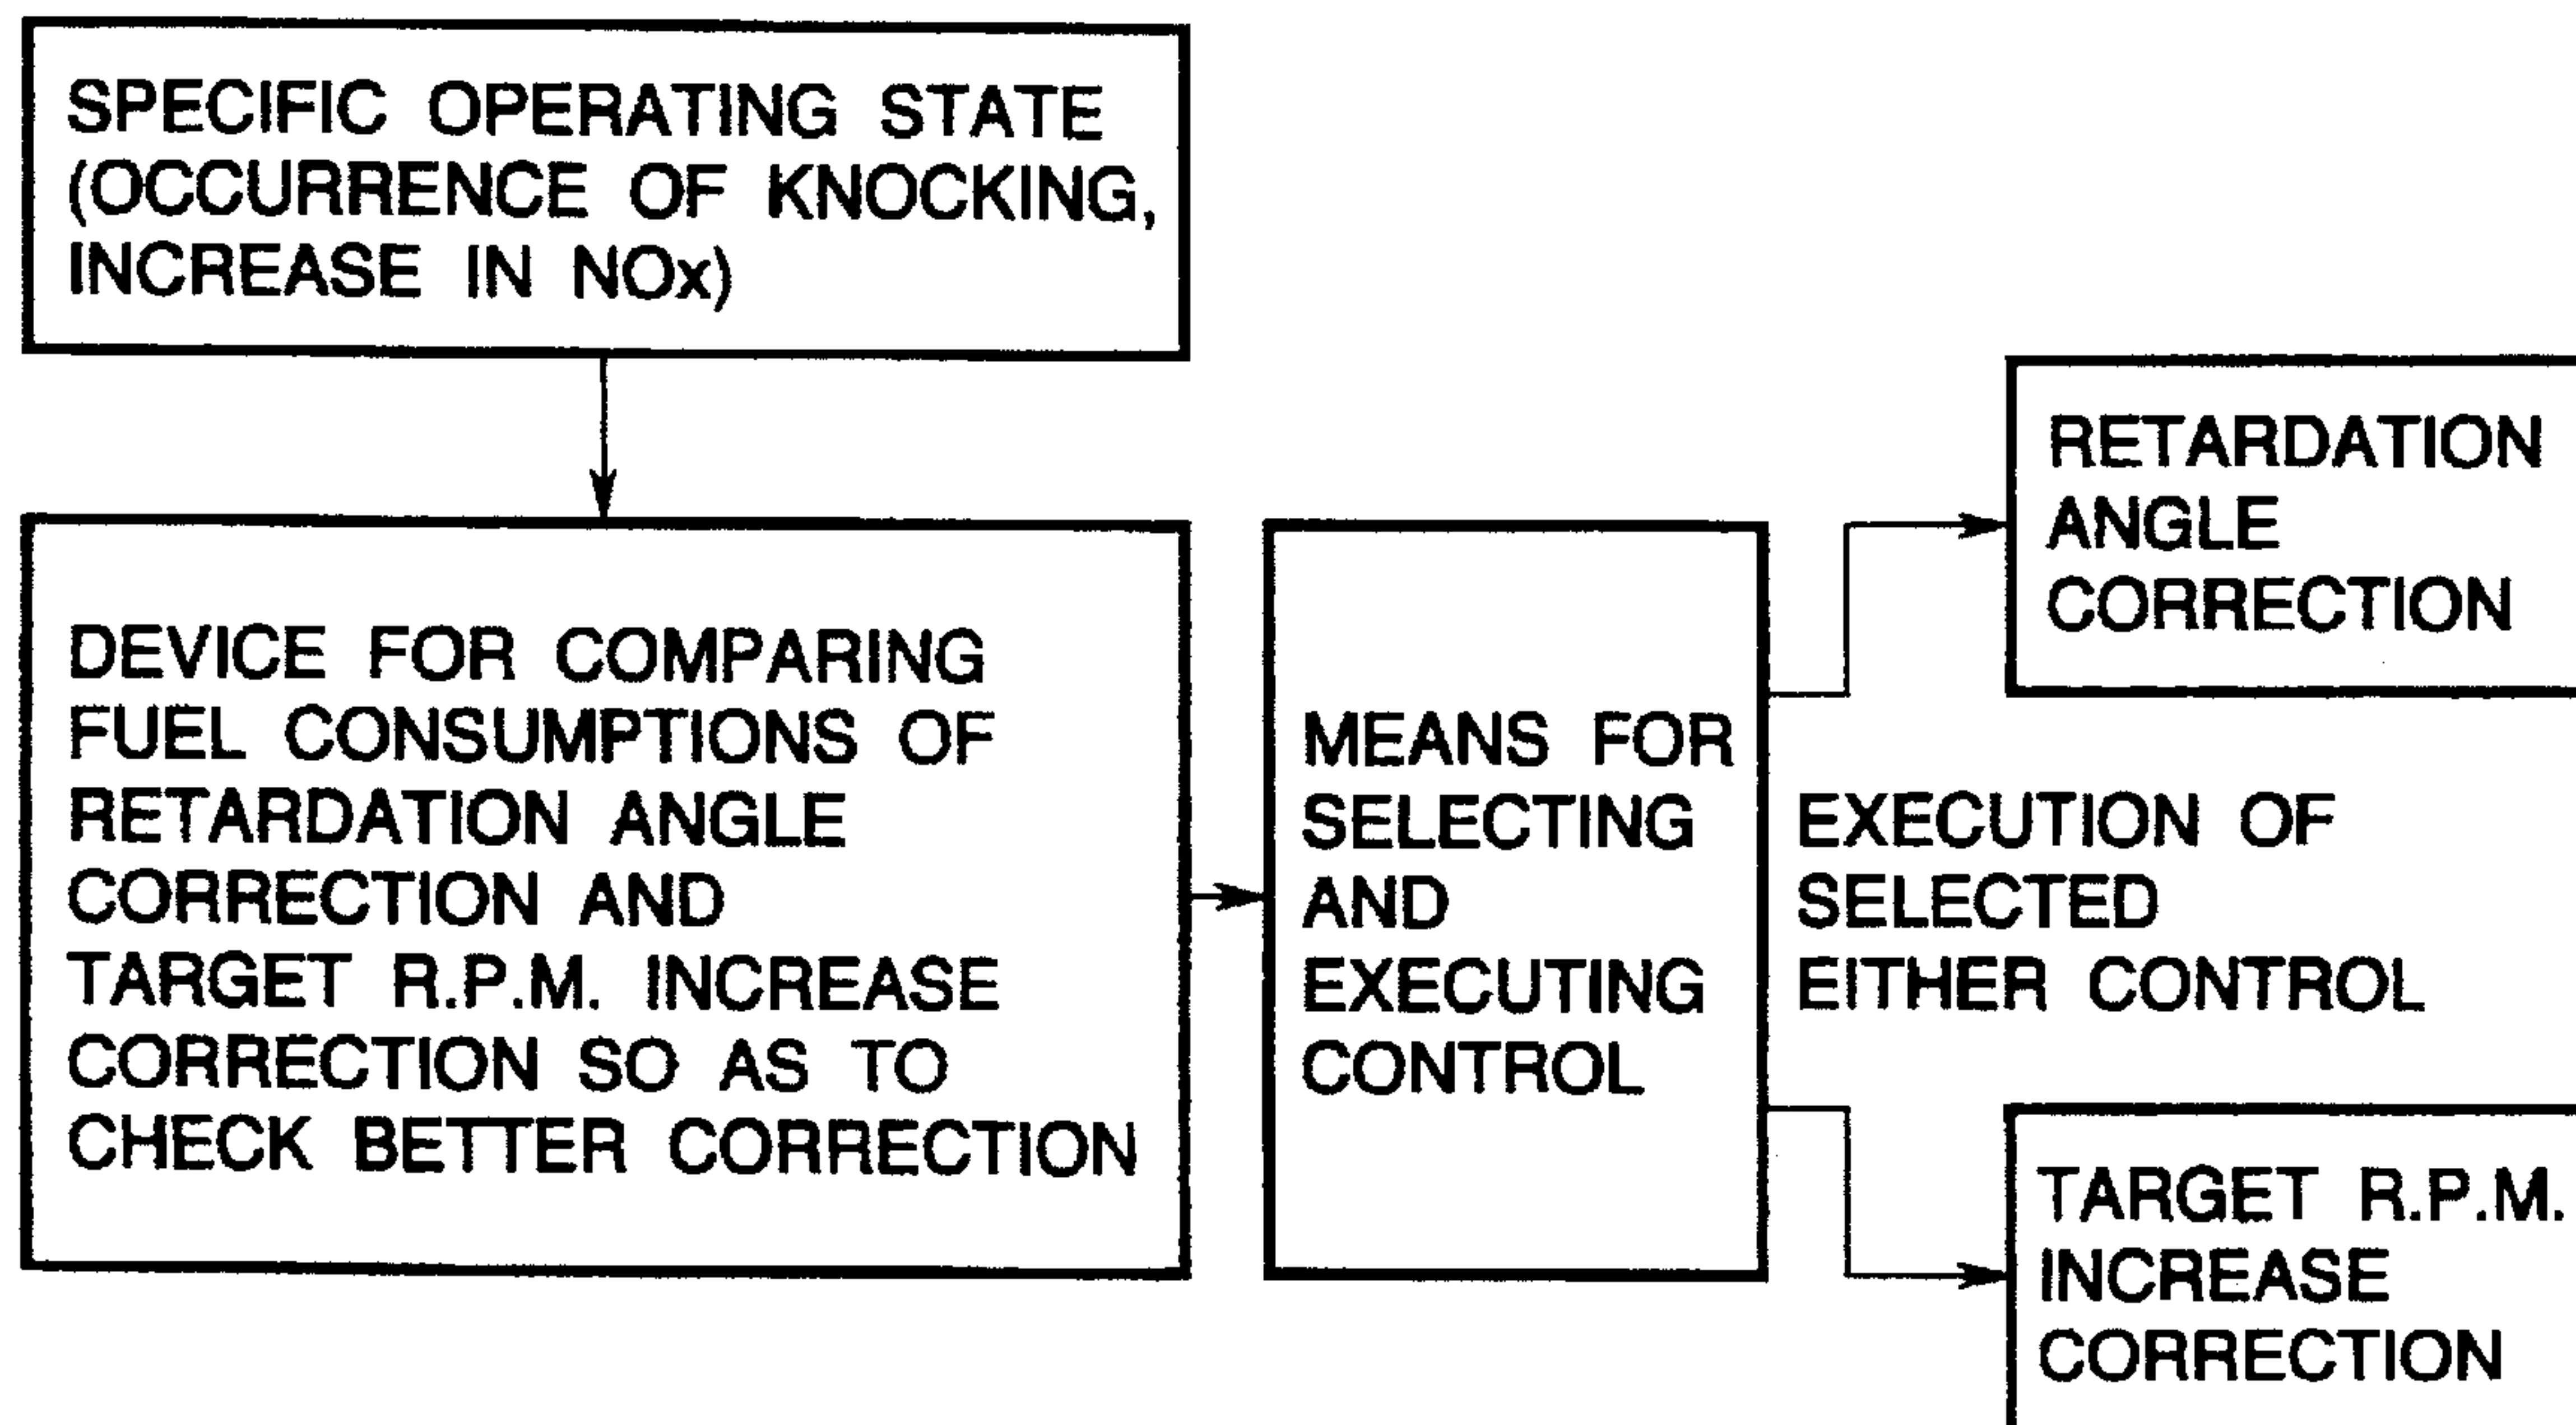 SPECIFIC OPERATING STATE
(OCCURRENCE OF KNOCKING,
INCREASE IN NOx)
DEVICE FOR COMPARING
FUEL CONSUMPTIONS OF
RETARDATION ANGLE
CORRECTION AND
TARGET R.P.M. INCREASE
CORRECTION SO AS TO
CHECK BETTER CORRECTION
MEANS FOR
SELECTING
AND
EXECUTING
CONTROL
RETARDATION
ANGLE
CORRECTION
EXECUTION OF
SELECTED
EITHER CONTROL
TARGET R.P.M.
INCREASE
CORRECTION